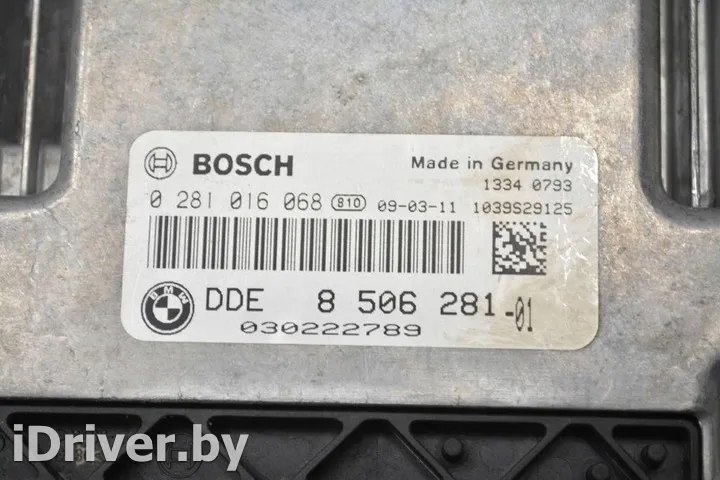 BOSCH
Made in Germany
1334 0793
0 281 016 068 810 09-03-11 1039S29125
BMW DDE 8 506 281-01
030222789
iDriver.by